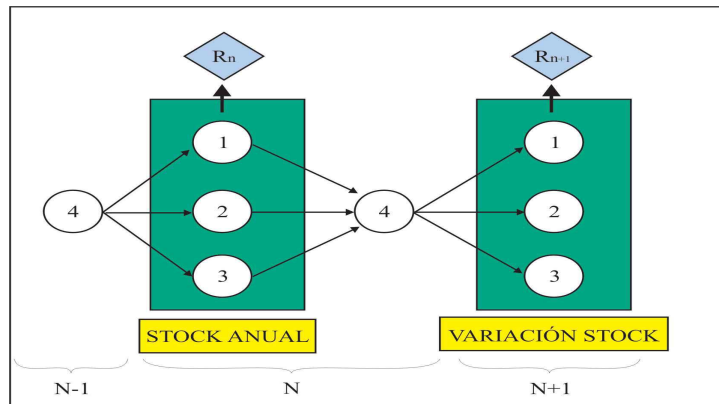 Rn Rn+1
1 1
4 2 4 2
3 3
STOCK ANUAL VARIACIÓN STOCK
N-1 N N+1